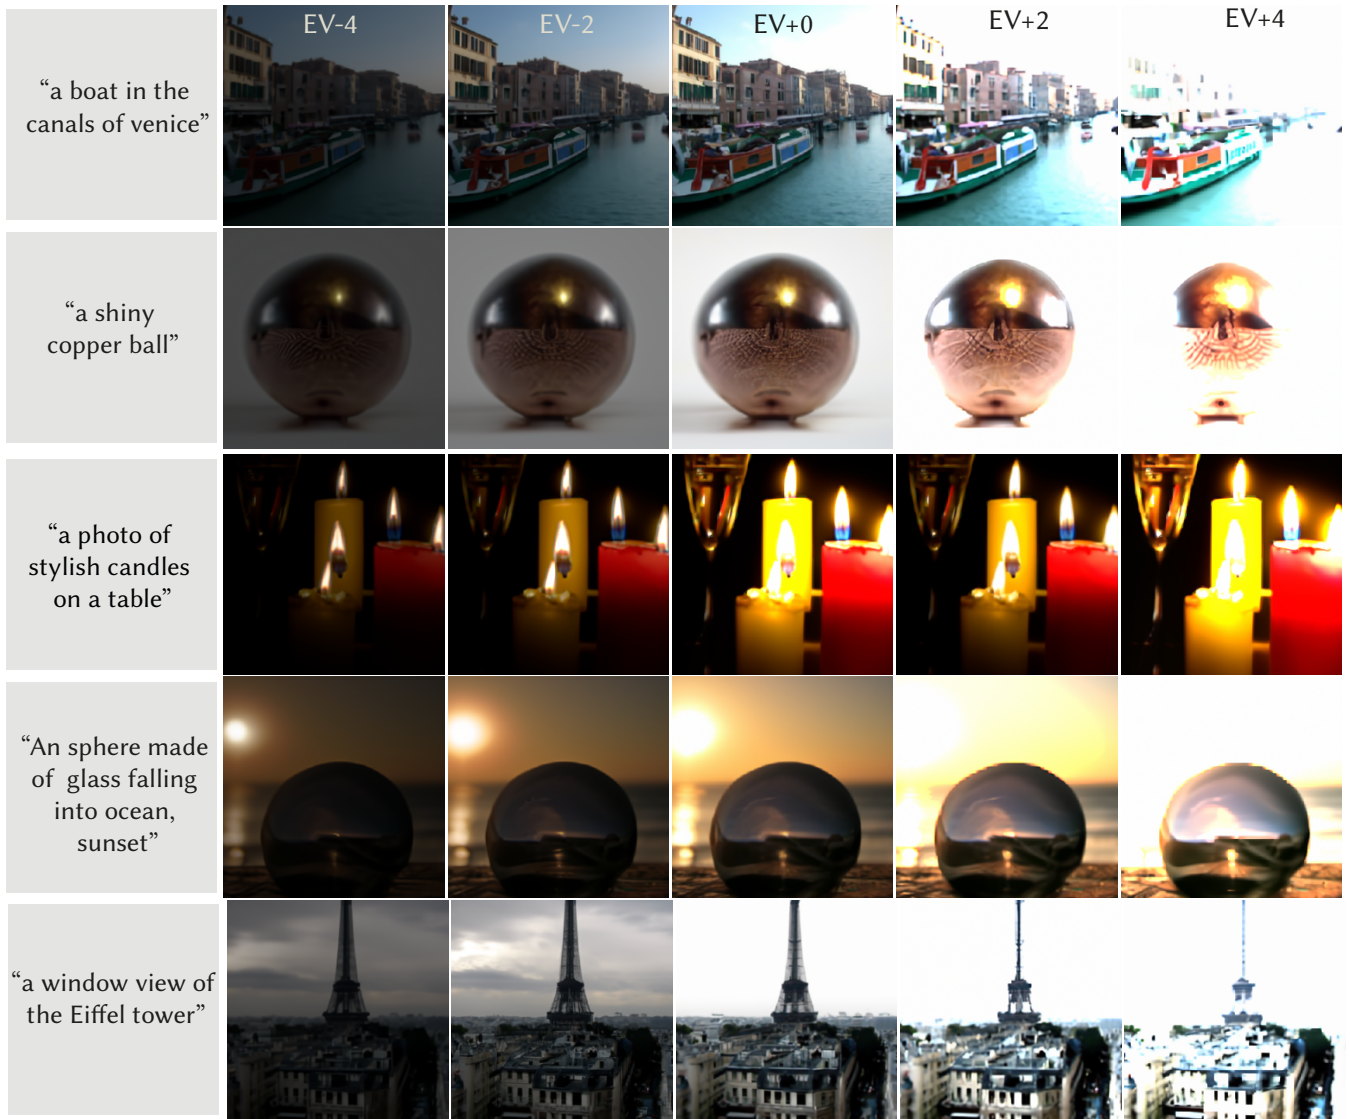 EV-4
EV-2
EV+0
EV+2
EV+4
“a boat in the
canals of venice”
“a shiny
copper ball”
“a photo of
stylish candles
on a table”
“An sphere made
of glass falling
into ocean,
sunset”
“a window view of
the Eiffel tower”